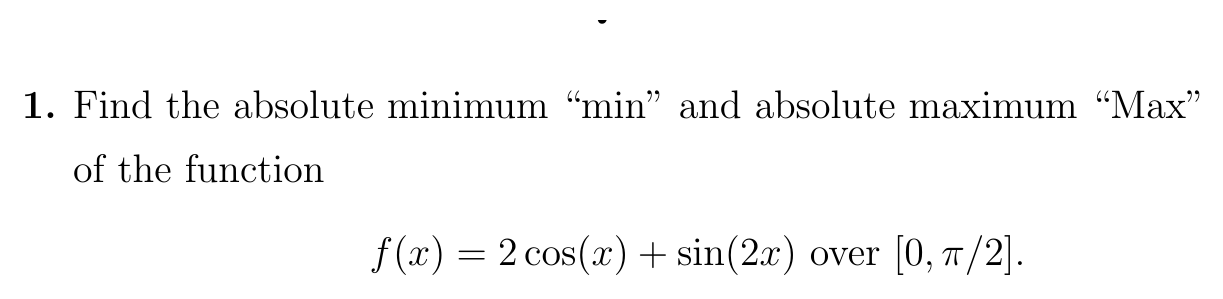 1. Find the absolute minimum “min” and absolute maximum “Max”
of the function
f(x) = 2 cos(x) + sin(2x) over [0, π/2].